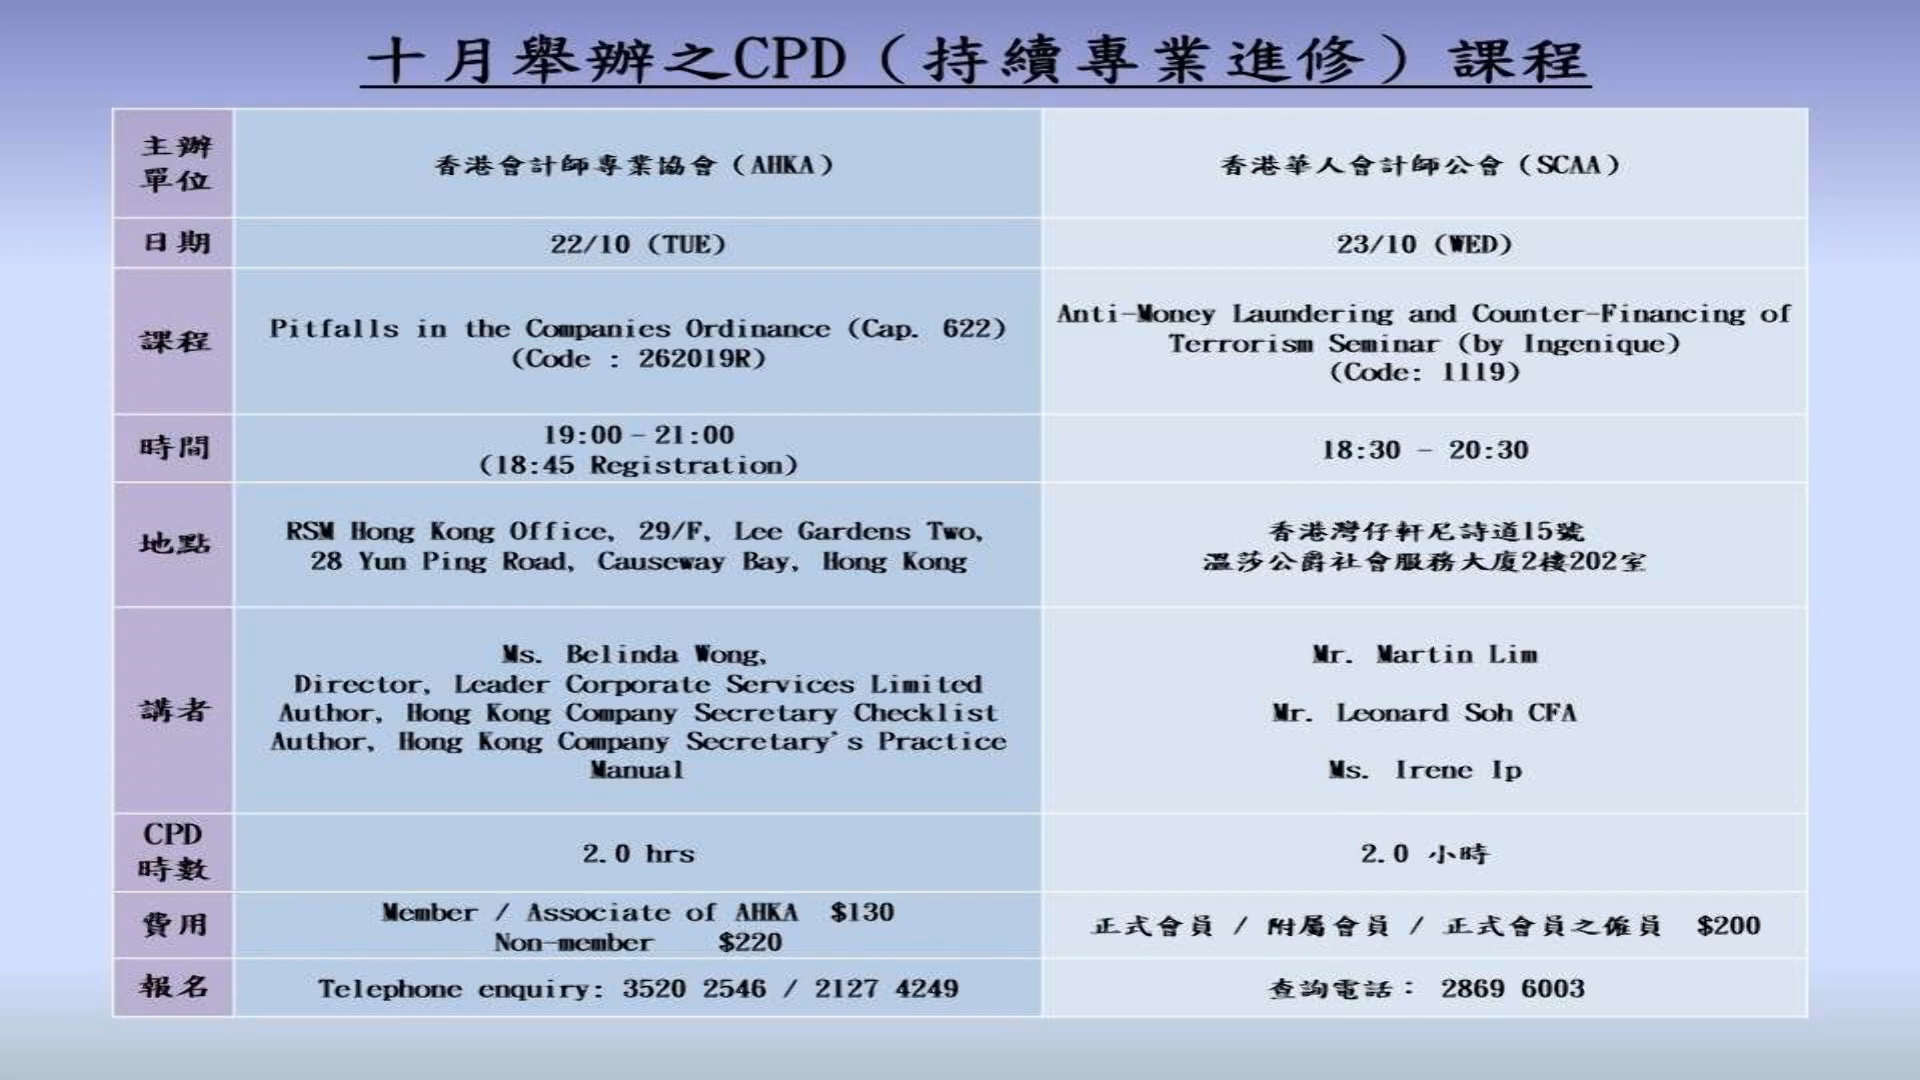 十月舉辦之CPD（持續專業進修）課程
主辦
單位
香港會計師專業協會（AHKA）
香港華人會計師公會（SCAA）
日期
22/10 (TUE)
23/10 (WED)
課程
Pitfalls in the Companies Ordinance (Cap. 622)
(Code : 262019R)
Anti-Money Laundering and Counter-Financing of
Terrorism Seminar (by Ingenique)
(Code: 1119)
時間
19:00–21:00
(18:45 Registration)
18:30 – 20:30
地點
RSM Hong Kong Office, 29/F, Lee Gardens Two,
28 Yun Ping Road, Causeway Bay, Hong Kong
香港灣仔軒尼詩道15號
溫莎公爵社會服務大廈2樓202室
講者
Ms. Belinda Wong,
Director, Leader Corporate Services Limited
Author, Hong Kong Company Secretary Checklist
Author, Hong Kong Company Secretary's Practice
Manual
Mr. Martin Lim
Mr. Leonard Soh CFA
Ms. Irene Ip
CPD
時數
2.0 hrs
2.0 小時
費用
Member / Associate of AHKA $130
Non-member $220
正式會員 / 附屬會員 / 正式會員之僱員 $200
報名
Telephone enquiry: 3520 2546 / 2127 4249
查詢電話： 2869 6003